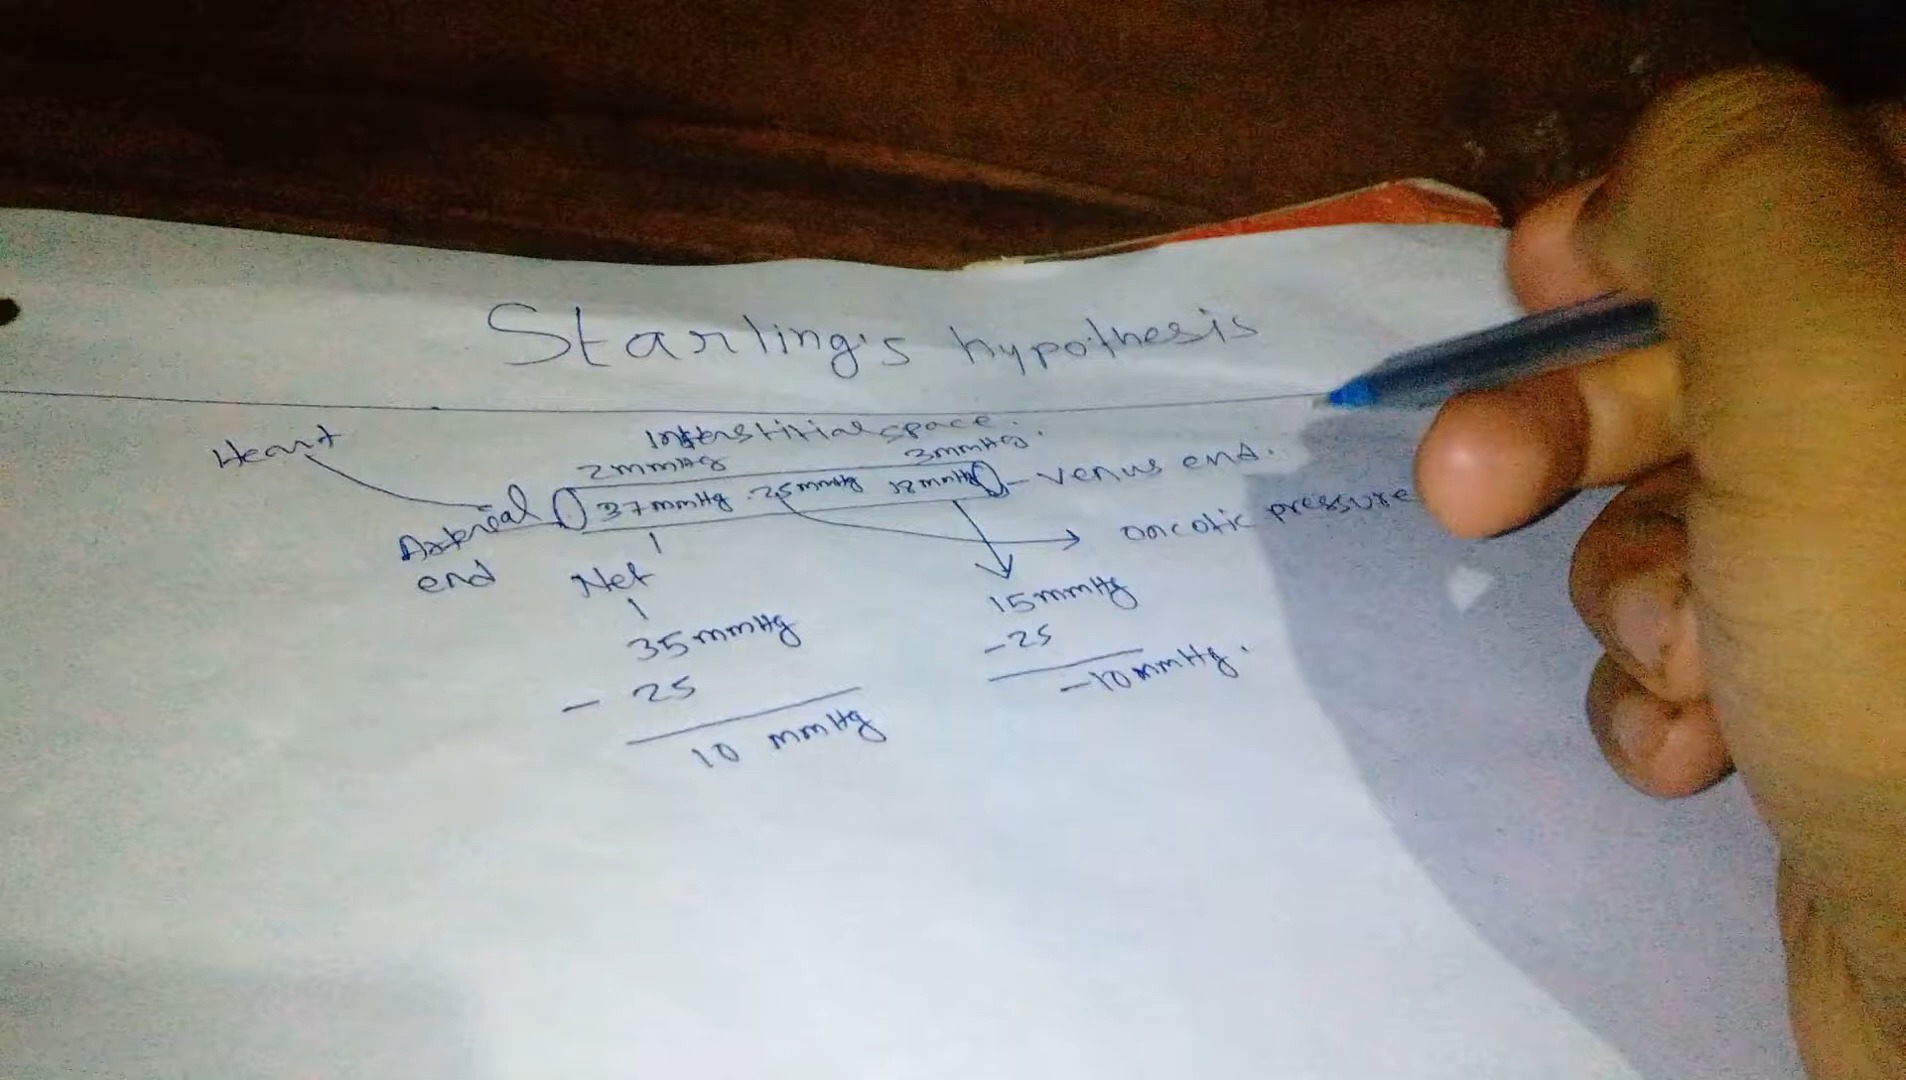 Starling's hypothesis
Heart
Interstitial space.
2mmHg 3mmHg.
37mmHg 25mmHg 18mmHg - venus end.
Arterial
end
oncotic pressure
Net
35mmHg
- 25
10 mmHg
15mmHg
-25
-10mmHg.